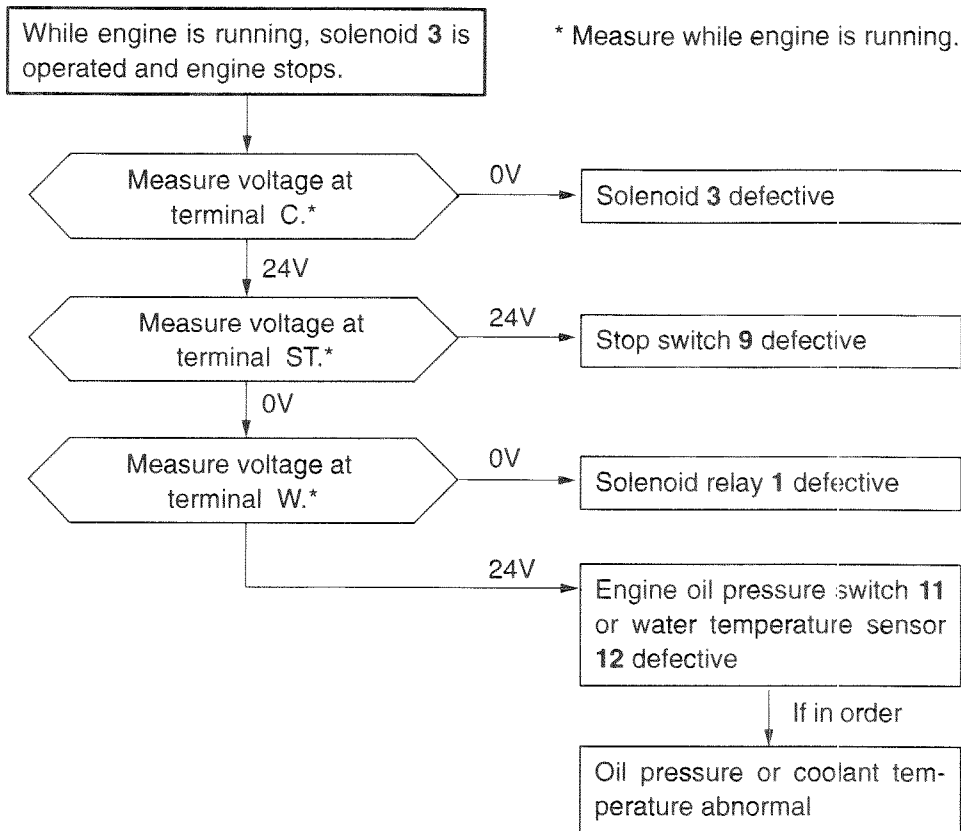 While engine is running, solenoid 3 is
operated and engine stops.
* Measure while engine is running.
Measure voltage at
terminal C.*
0V
Solenoid 3 defective
24V
Measure voltage at
terminal ST.*
24V
Stop switch 9 defective
0V
Measure voltage at
terminal W.*
0V
Solenoid relay 1 defective
24V
Engine oil pressure switch 11
or water temperature sensor
12 defective
If in order
Oil pressure or coolant tem-
perature abnormal